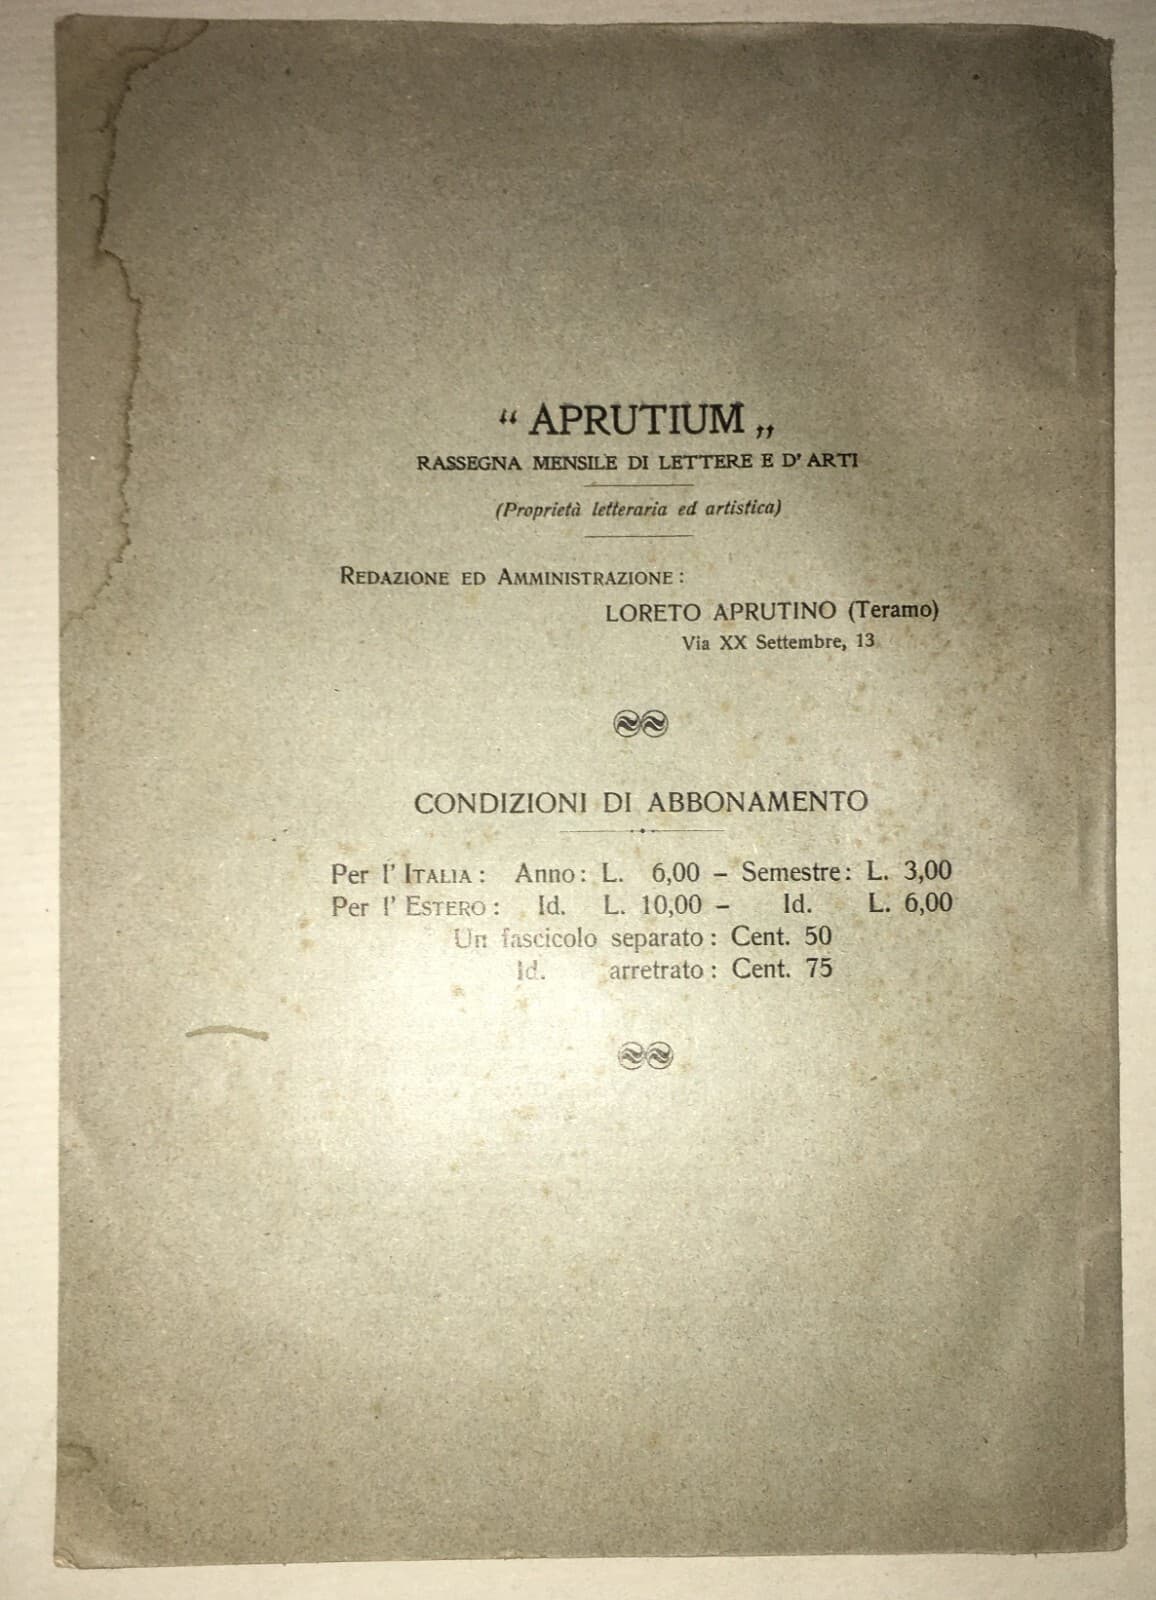 “ APRUTIUM „
RASSEGNA MENSILE DI LETTERE E D' ARTI
(Proprietà letteraria ed artistica)
REDAZIONE ED AMMINISTRAZIONE :
LORETO APRUTINO (Teramo)
Via XX Settembre, 13
CONDIZIONI DI ABBONAMENTO
Per l' ITALIA : Anno : L. 6,00 – Semestre : L. 3,00
Per l' ESTERO : Id. L. 10,00 – Id. L. 6,00
Un fascicolo separato : Cent. 50
Id. arretrato : Cent. 75